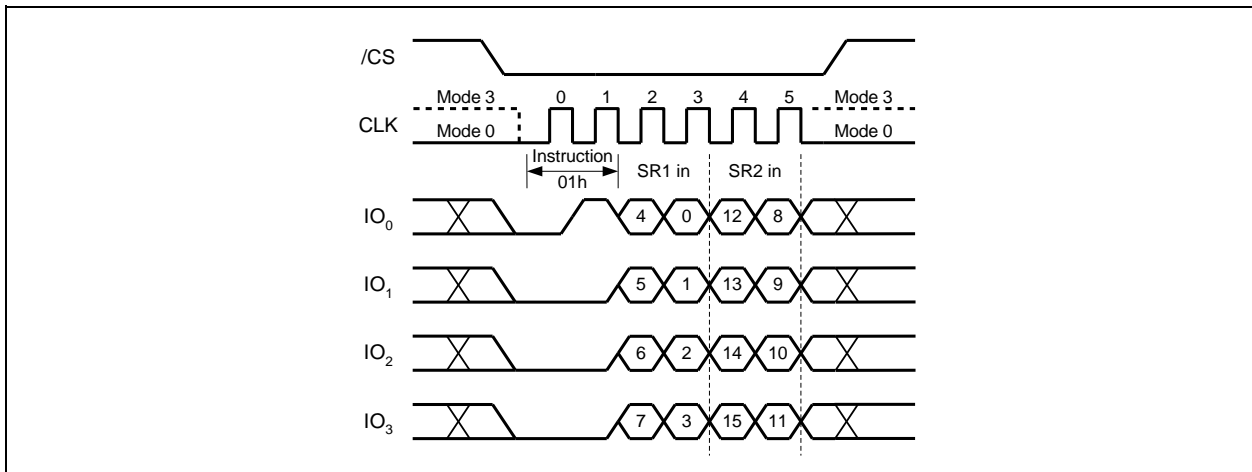 /CS
Mode 3 0 1 2 3 4 5 Mode 3
CLK Mode 0 Mode 0
Instruction
01h SR1 in SR2 in
IO0 4 0 12 8
IO1 5 1 13 9
IO2 6 2 14 10
IO3 7 3 15 11